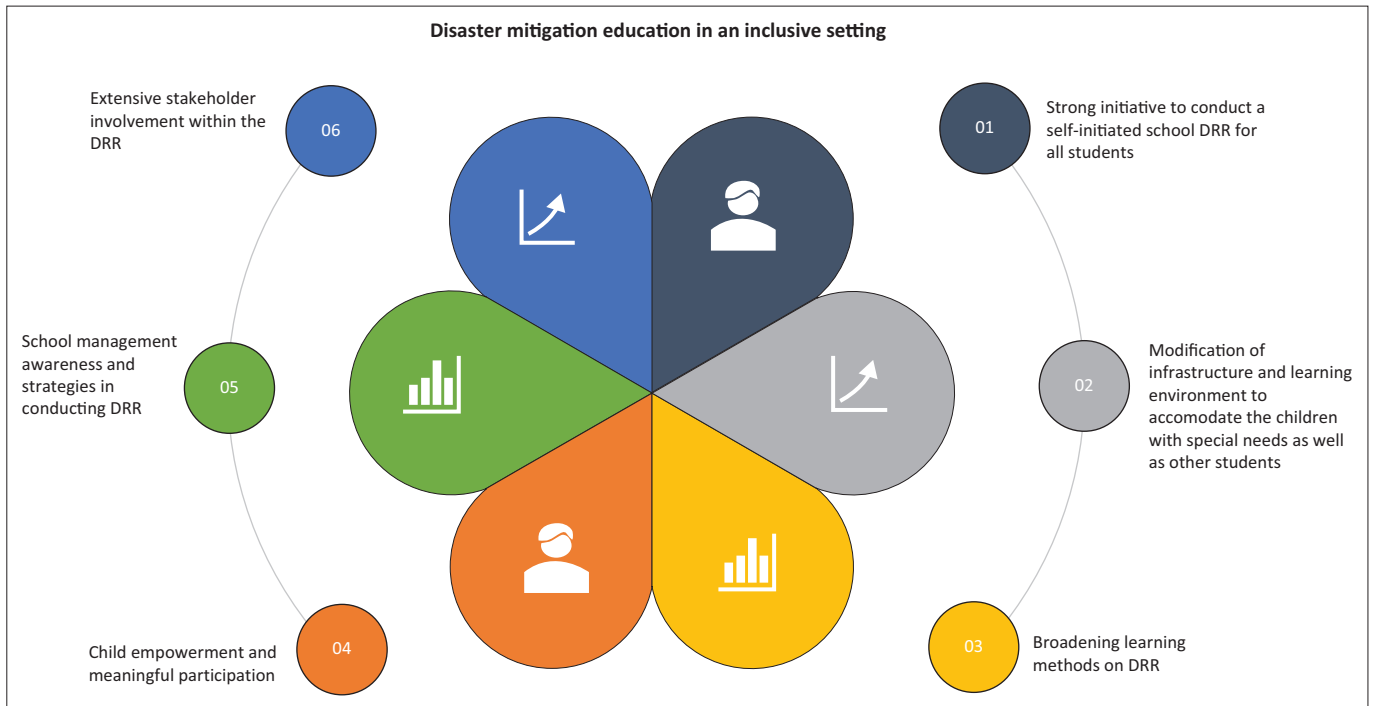 Disaster mitigation education in an inclusive setting
01
Strong initiative to conduct a
self-initiated school DRR for
all students
02
Modification of
infrastructure and learning
environment to
accomodate the children
with special needs as well
as other students
03
Broadening learning
methods on DRR
04
Child empowerment and
meaningful participation
05
School management
awareness and
strategies in
conducting DRR
06
Extensive stakeholder
involvement within the
DRR